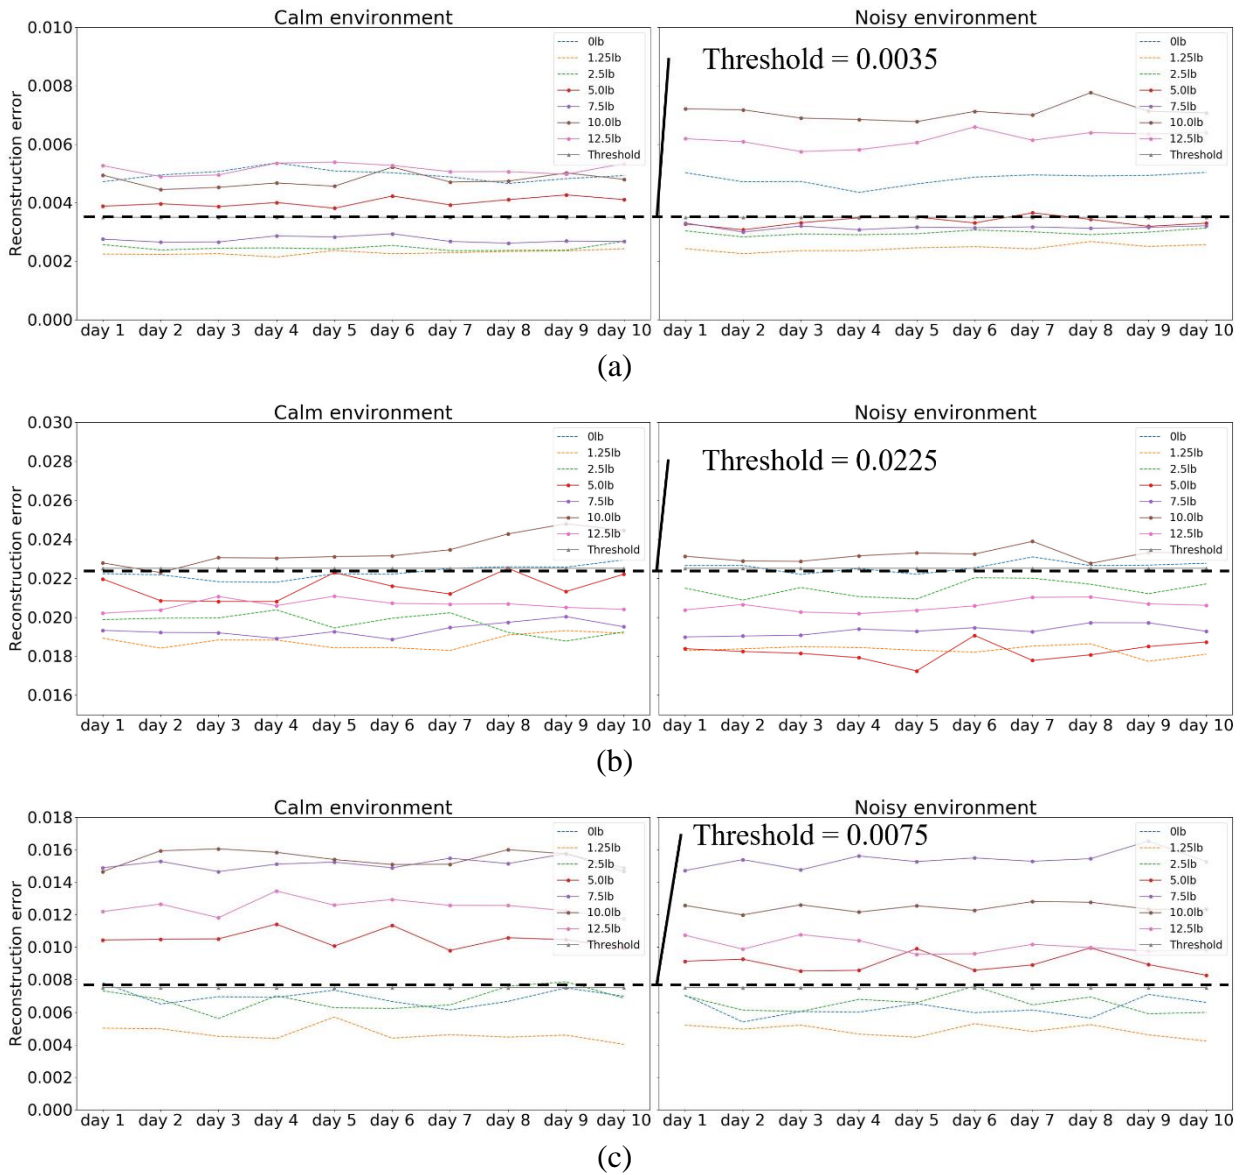 Calm environment
Noisy environment
Reconstruction error
0.010
0.008
0.006
0.004
0.002
0.000
0lb
1.25lb
2.5lb
5.0lb
7.5lb
10.0lb
12.5lb
Threshold
Threshold = 0.0035
0lb
1.25lb
2.5lb
5.0lb
7.5lb
10.0lb
12.5lb
Threshold
day 1 day 2 day 3 day 4 day 5 day 6 day 7 day 8 day 9 day 10
day 1 day 2 day 3 day 4 day 5 day 6 day 7 day 8 day 9 day 10
(a)
Calm environment
Noisy environment
Reconstruction error
0.030
0.028
0.026
0.024
0.022
0.020
0.018
0.016
0lb
1.25lb
2.5lb
5.0lb
7.5lb
10.0lb
12.5lb
Threshold
Threshold = 0.0225
0lb
1.25lb
2.5lb
5.0lb
7.5lb
10.0lb
12.5lb
Threshold
day 1 day 2 day 3 day 4 day 5 day 6 day 7 day 8 day 9 day 10
day 1 day 2 day 3 day 4 day 5 day 6 day 7 day 8 day 9 day 10
(b)
Calm environment
Noisy environment
Reconstruction error
0.018
0.016
0.014
0.012
0.010
0.008
0.006
0.004
0.002
0.000
0lb
1.25lb
2.5lb
5.0lb
7.5lb
10.0lb
12.5lb
Threshold
Threshold = 0.0075
0lb
1.25lb
2.5lb
5.0lb
7.5lb
10.0lb
12.5lb
Threshold
day 1 day 2 day 3 day 4 day 5 day 6 day 7 day 8 day 9 day 10
day 1 day 2 day 3 day 4 day 5 day 6 day 7 day 8 day 9 day 10
(c)